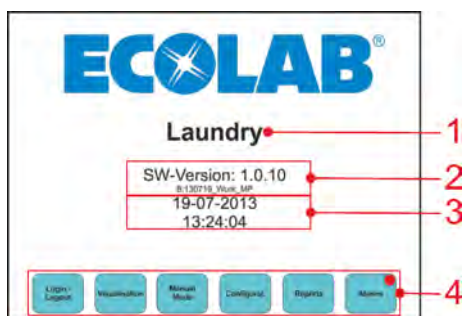 ECOLAB®
Laundry
1
SW-Version: 1.0.10
B:130719_Work_MP
2
19-07-2013
13:24:04
3
Login / Logout
Visualisation
Manual Mode
Configurat.
Reports
Alarms
4